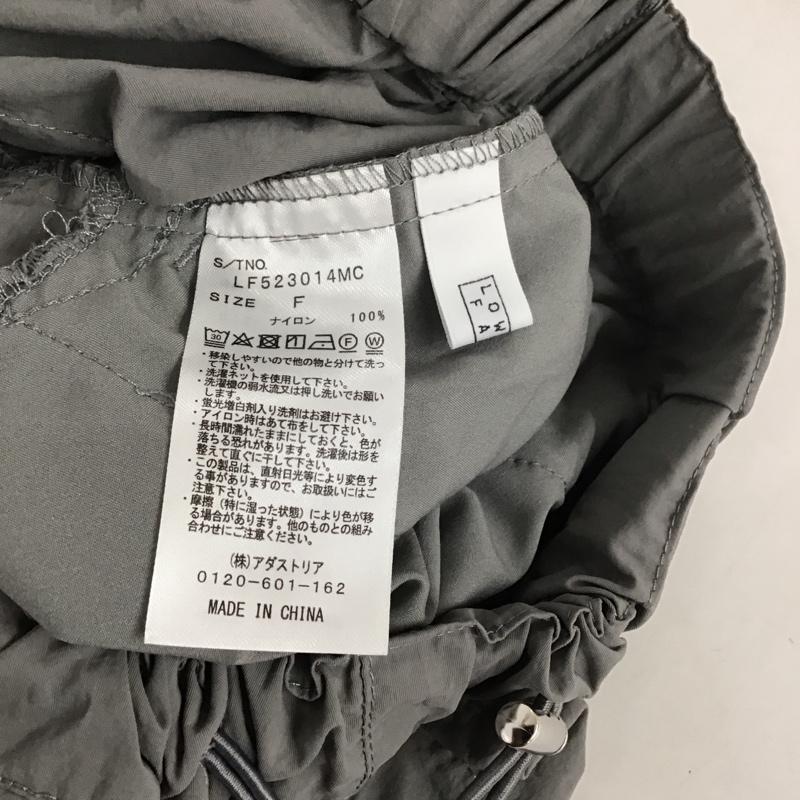 S/TNO.
LF523014MC
SIZE F
ナイロン 100%
30
・移染しやすいので他の物と分けて洗っ
て下さい。
・洗濯ネットを使用して下さい。
・洗濯機の弱水流又は押し洗いでお願い
します。
・蛍光増白剤入り洗剤はお避け下さい。
・アイロン時はあて布をして下さい。
・長時間濡れたままにしておくと、色が
落ちる恐れがあります。洗濯後は形を
整えて直ぐに干して下さい。
・この製品は、直射日光等により変色す
る事がありますので、お取扱いにはご
注意下さい。
・摩擦（特に湿った状態）により色が移
る場合があります。他のものとの組み
合わせにご注意ください。
(株)アダストリア
0120-601-162
MADE IN CHINA
LOW
F A